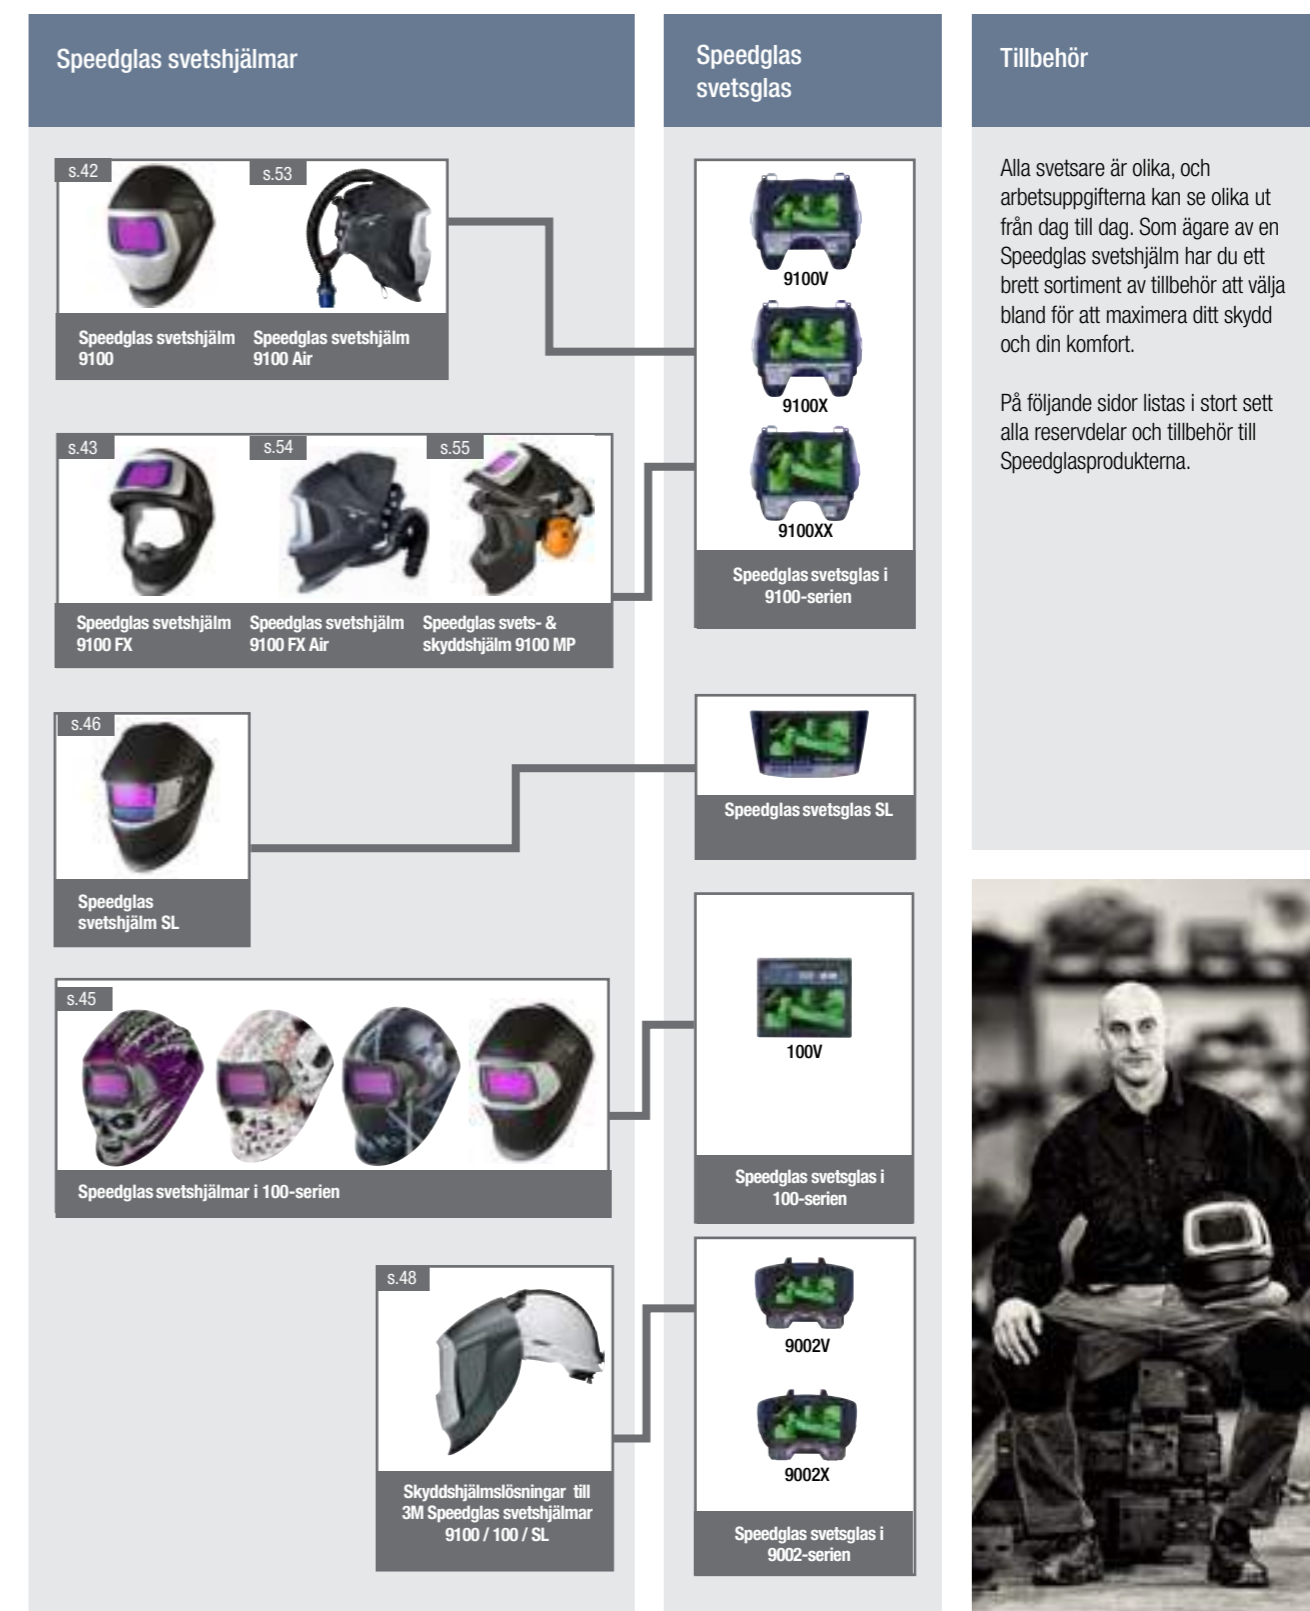 Speedglas svetshjälmar
s.42
s.53
Speedglas svetshjälm
9100
Speedglas svetshjälm
9100 Air
s.43
s.54
s.55
Speedglas svetshjälm
9100 FX
Speedglas svetshjälm
9100 FX Air
Speedglas svets- &
skyddshjälm 9100 MP
s.46
Speedglas
svetshjälm SL
s.45
Speedglas svetshjälmar i 100-serien
s.48
Skyddshjälmslösningar till
3M Speedglas svetshjälmar
9100 / 100 / SL
Speedglas
svetsglas
9100V
9100X
9100XX
Speedglas svetsglas i
9100-serien
Speedglas svetsglas SL
100V
Speedglas svetsglas i
100-serien
9002V
9002X
Speedglas svetsglas i
9002-serien
Tillbehör
Alla svetsare är olika, och
arbetsuppgifterna kan se olika ut
från dag till dag. Som ägare av en
Speedglas svetshjälm har du ett
brett sortiment av tillbehör att välja
bland för att maximera ditt skydd
och din komfort.
På följande sidor listas i stort sett
alla reservdelar och tillbehör till
Speedglasprodukterna.